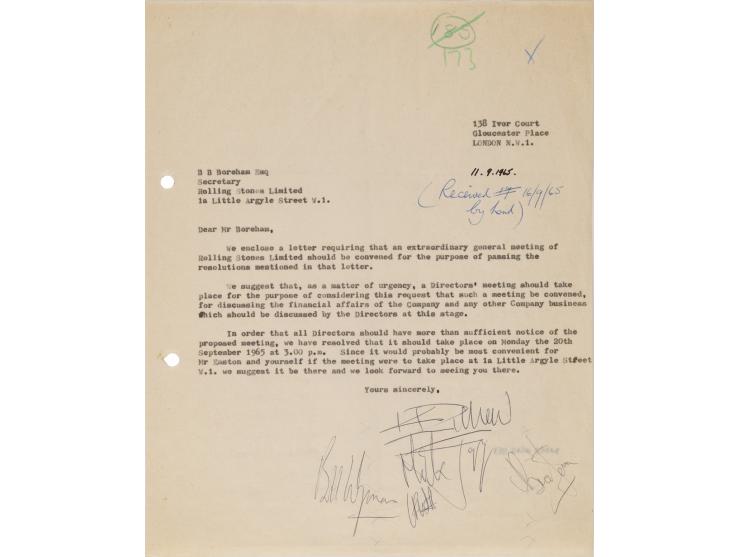 180
173
X
138 Ivor Court
Gloucester Place
LONDON N.W.1.
B B Boreham Esq
Secretary
Rolling Stones Limited
1a Little Argyle Street W.1.
11.9.1965.
(Received 16/9/65
by hand)
Dear Mr Boreham,
We enclose a letter requiring that an extraordinary general meeting of
Rolling Stones Limited should be convened for the purpose of passing the
resolutions mentioned in that letter.
We suggest that, as a matter of urgency, a Directors' meeting should take
place for the purpose of considering this request that such a meeting be convened,
for discussing the financial affairs of the Company and any other Company business
which should be discussed by the Directors at this stage.
In order that all Directors should have more than sufficient notice of the
proposed meeting, we have resolved that it should take place on Monday the 20th
September 1965 at 3.00 p.m. Since it would probably be most convenient for
Mr Easton and yourself if the meeting were to take place at 1a Little Argyle Street
W.1. we suggest it be there and we look forward to seeing you there.
Yours sincerely,
Bill Wyman